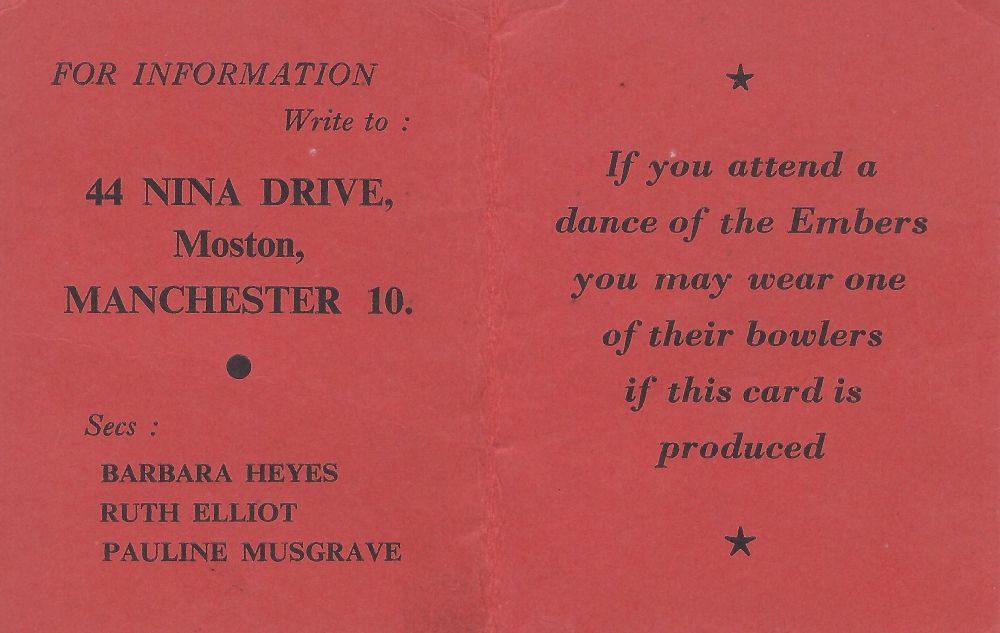 FOR INFORMATION
Write to :
44 NINA DRIVE,
Moston,
MANCHESTER 10.
Secs :
BARBARA HEYES
RUTH ELLIOT
PAULINE MUSGRAVE
If you attend a
dance of the Embers
you may wear one
of their bowlers
if this card is
produced